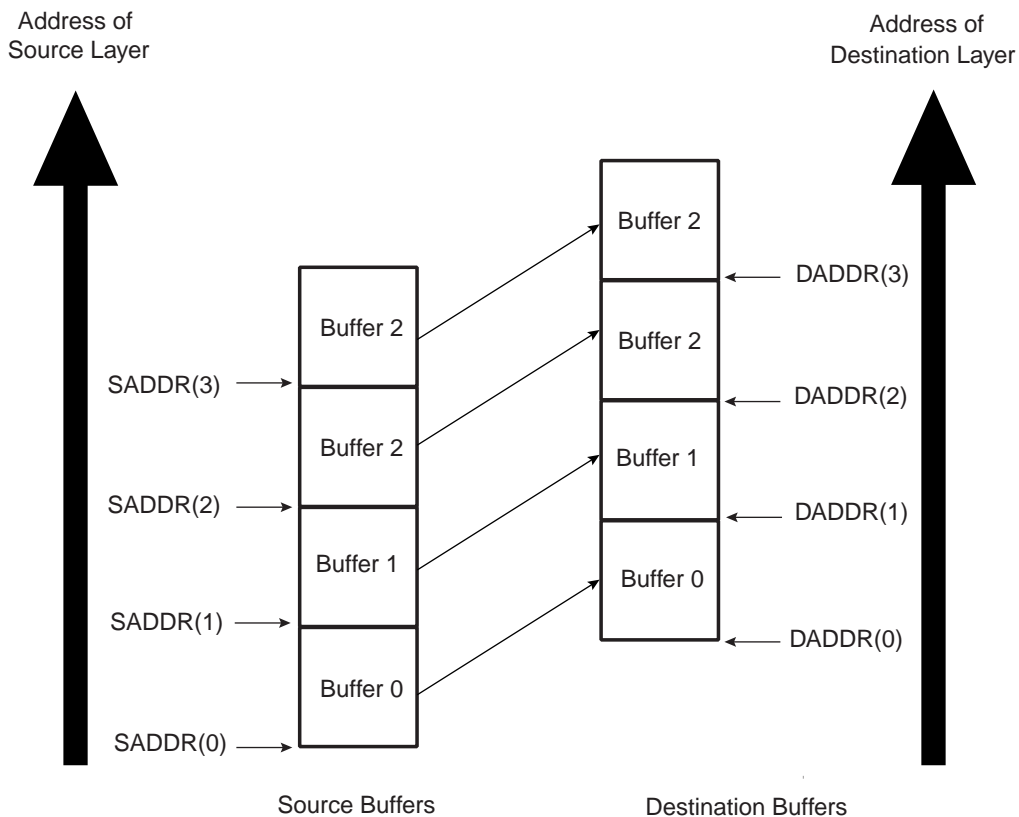 Address of
Source Layer
Address of
Destination Layer
Buffer 2
DADDR(3)
Buffer 2
Buffer 2
SADDR(3)
DADDR(2)
Buffer 2
Buffer 1
SADDR(2)
DADDR(1)
Buffer 1
Buffer 0
SADDR(1)
DADDR(0)
Buffer 0
SADDR(0)
Source Buffers
Destination Buffers